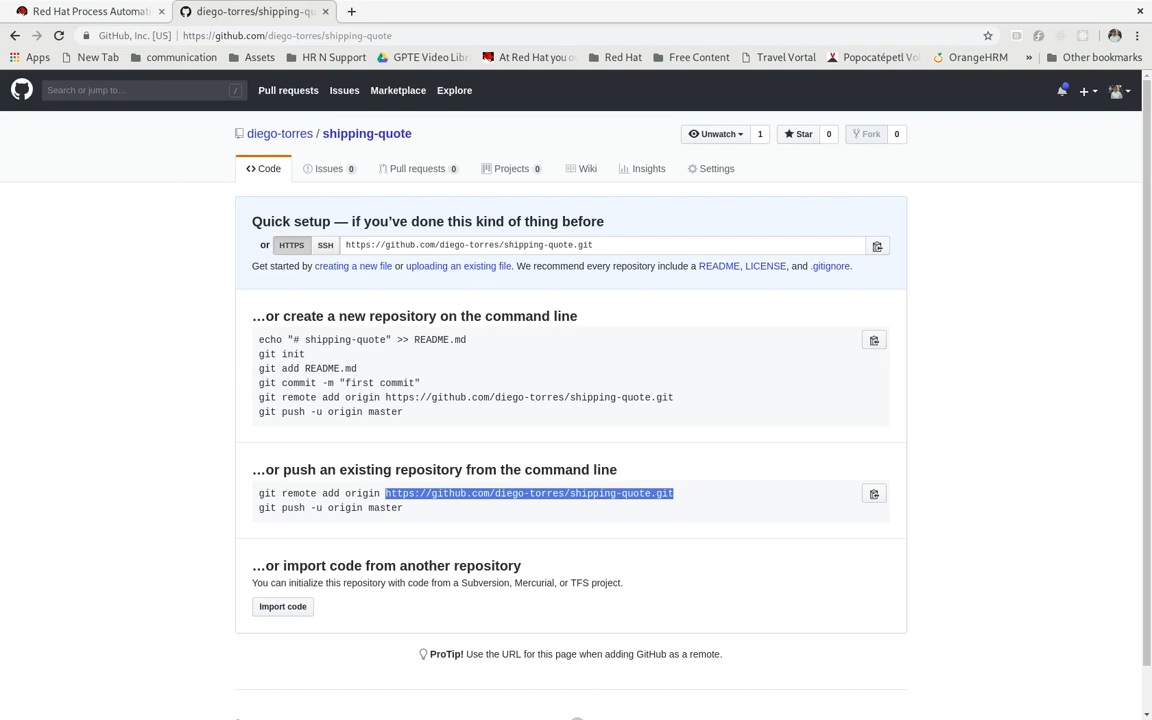 Red Hat Process Automat
diego-torres/shipping-qu
GitHub, Inc. [US] | https://github.com/diego-torres/shipping-quote
Apps New Tab communication Assets HR N Support GPTE Video Libr At Red Hat you ow Red Hat Free Content Travel Vortal Popocatépetl Vol OrangeHRM » Other bookmarks
Search or jump to… / Pull requests Issues Marketplace Explore
diego-torres / shipping-quote Unwatch 1 Star 0 Fork 0
Code Issues 0 Pull requests 0 Projects 0 Wiki Insights Settings
Quick setup — if you’ve done this kind of thing before
or HTTPS SSH https://github.com/diego-torres/shipping-quote.git
Get started by creating a new file or uploading an existing file. We recommend every repository include a README, LICENSE, and .gitignore.
…or create a new repository on the command line
echo "# shipping-quote" >> README.md
git init
git add README.md
git commit -m "first commit"
git remote add origin https://github.com/diego-torres/shipping-quote.git
git push -u origin master
…or push an existing repository from the command line
git remote add origin https://github.com/diego-torres/shipping-quote.git
git push -u origin master
…or import code from another repository
You can initialize this repository with code from a Subversion, Mercurial, or TFS project.
Import code
ProTip! Use the URL for this page when adding GitHub as a remote.